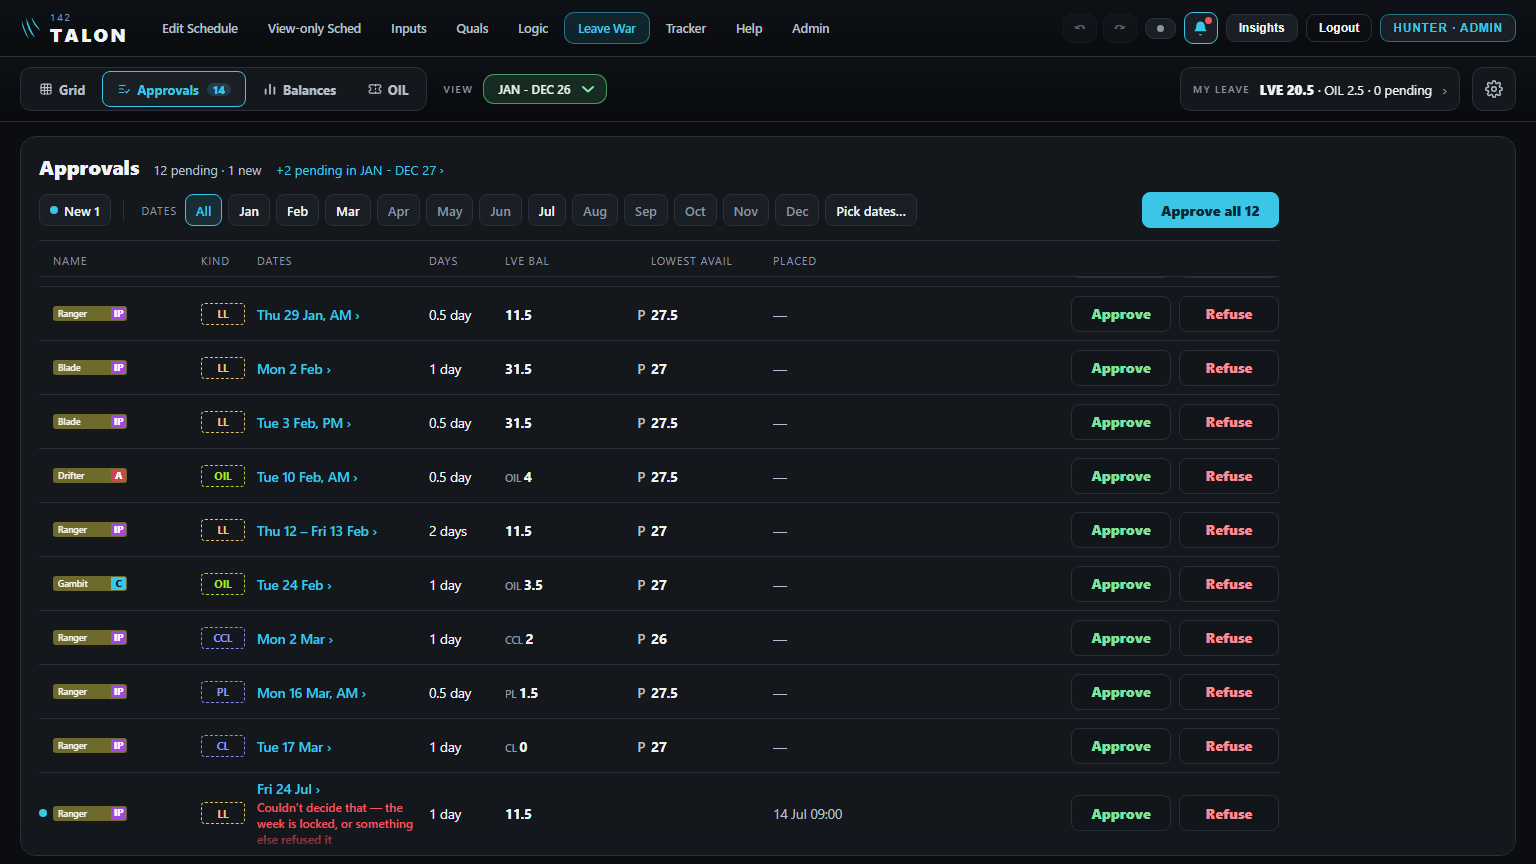 142
TALON
Edit Schedule
View-only Sched
Inputs
Quals
Logic
Leave War
Tracker
Help
Admin
Insights
Logout
HUNTER · ADMIN
Grid
Approvals 14
Balances
OIL
VIEW
JAN - DEC 26
MY LEAVE LVE 20.5 · OIL 2.5 · 0 pending ›
Approvals 12 pending · 1 new +2 pending in JAN - DEC 27 ›
New 1
DATES
All
Jan
Feb
Mar
Apr
May
Jun
Jul
Aug
Sep
Oct
Nov
Dec
Pick dates...
Approve all 12
NAME KIND DATES DAYS LVE BAL LOWEST AVAIL PLACED
Ranger IP LL Thu 29 Jan, AM › 0.5 day 11.5 P 27.5 — Approve Refuse
Blade IP LL Mon 2 Feb › 1 day 31.5 P 27 — Approve Refuse
Blade IP LL Tue 3 Feb, PM › 0.5 day 31.5 P 27.5 — Approve Refuse
Drifter A OIL Tue 10 Feb, AM › 0.5 day OIL 4 P 27.5 — Approve Refuse
Ranger IP LL Thu 12 – Fri 13 Feb › 2 days 11.5 P 27 — Approve Refuse
Gambit C OIL Tue 24 Feb › 1 day OIL 3.5 P 27 — Approve Refuse
Ranger IP CCL Mon 2 Mar › 1 day CCL 2 P 26 — Approve Refuse
Ranger IP PL Mon 16 Mar, AM › 0.5 day PL 1.5 P 27.5 — Approve Refuse
Ranger IP CL Tue 17 Mar › 1 day CL 0 P 27 — Approve Refuse
Fri 24 Jul ›
Couldn't decide that — the
Ranger IP LL week is locked, or something 1 day 11.5 14 Jul 09:00 Approve Refuse
else refused it